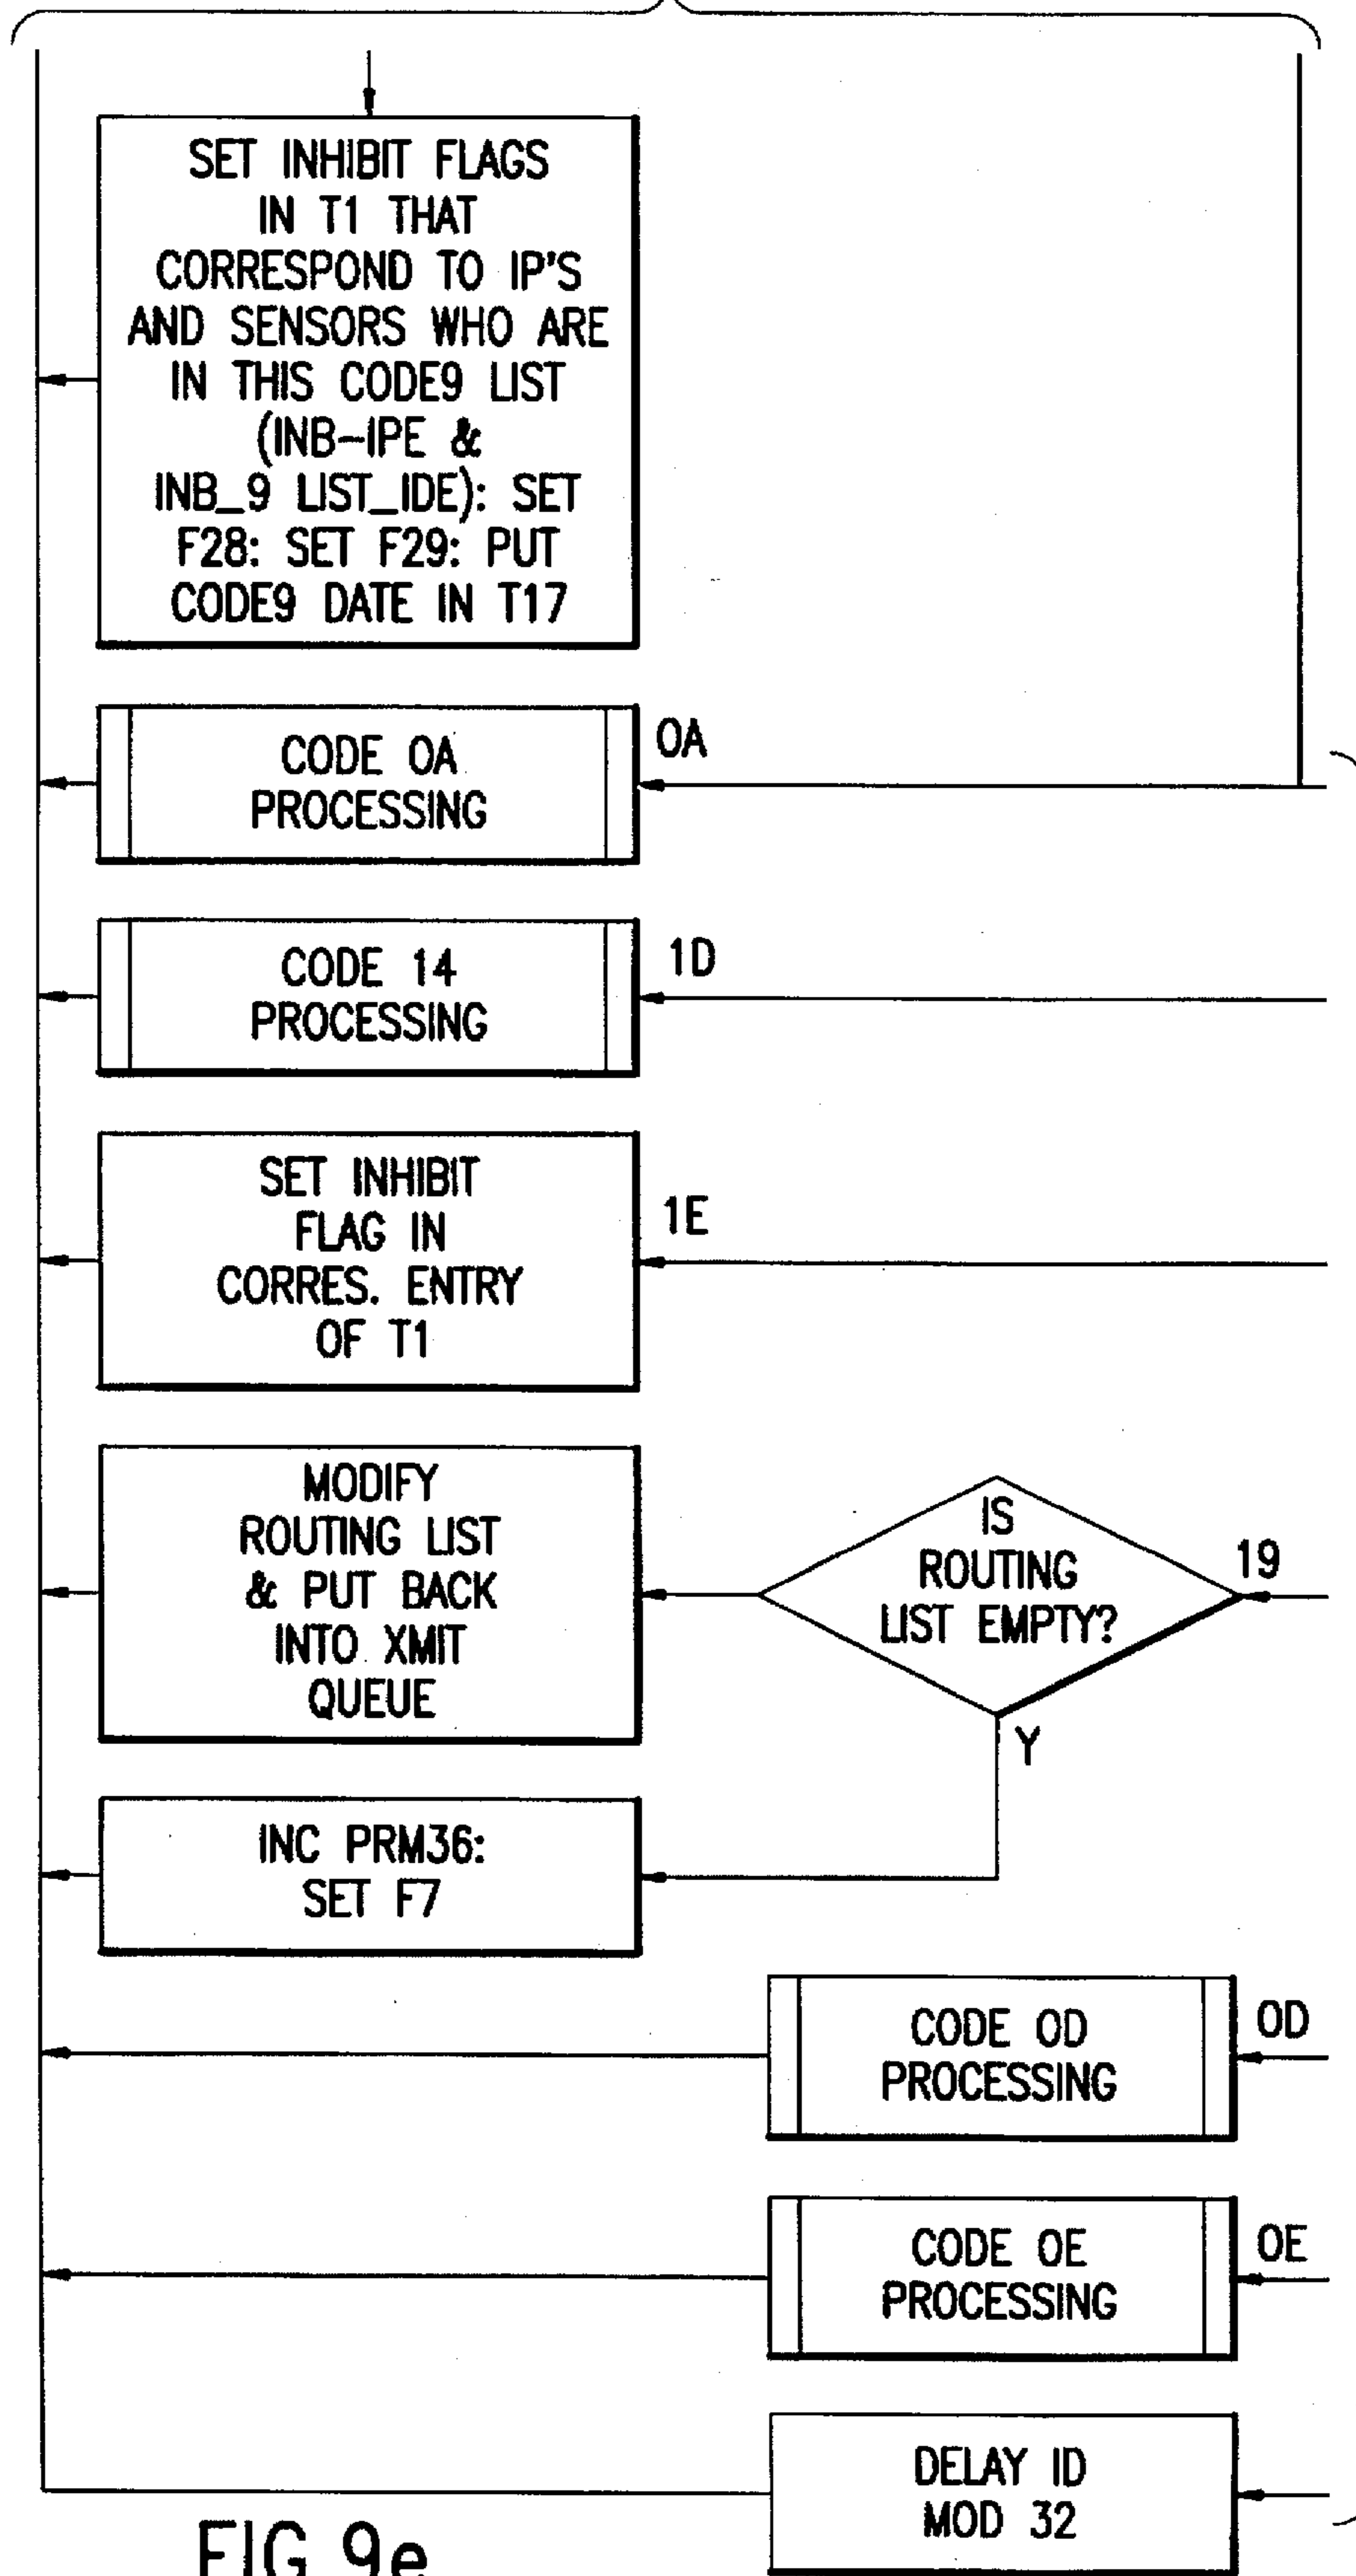 SET INHIBIT FLAGS
IN T1 THAT
CORRESPOND TO IP'S
AND SENSORS WHO ARE
IN THIS CODE9 LIST
(INB-IPE &
INB_9 LIST_IDE): SET
F28: SET F29: PUT
CODE9 DATE IN T17
CODE 0A
PROCESSING
0A
CODE 14
PROCESSING
1D
SET INHIBIT
FLAG IN
CORRES. ENTRY
OF T1
1E
MODIFY
ROUTING LIST
& PUT BACK
INTO XMIT
QUEUE
IS
ROUTING
LIST EMPTY?
19
Y
INC PRM36:
SET F7
CODE 0D
PROCESSING
0D
CODE 0E
PROCESSING
0E
DELAY ID
MOD 32
FIG. 9e